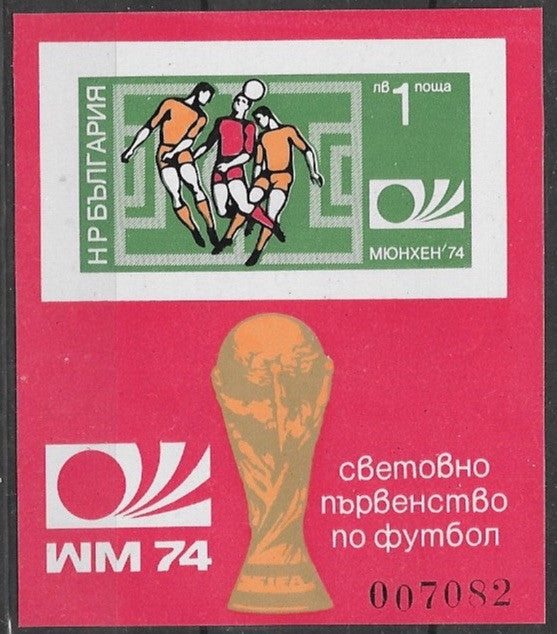 НР БЪЛГАРИЯ
лв 1 поща
МЮНХЕН'74
WM 74
световно
първенство
по футбол
007082